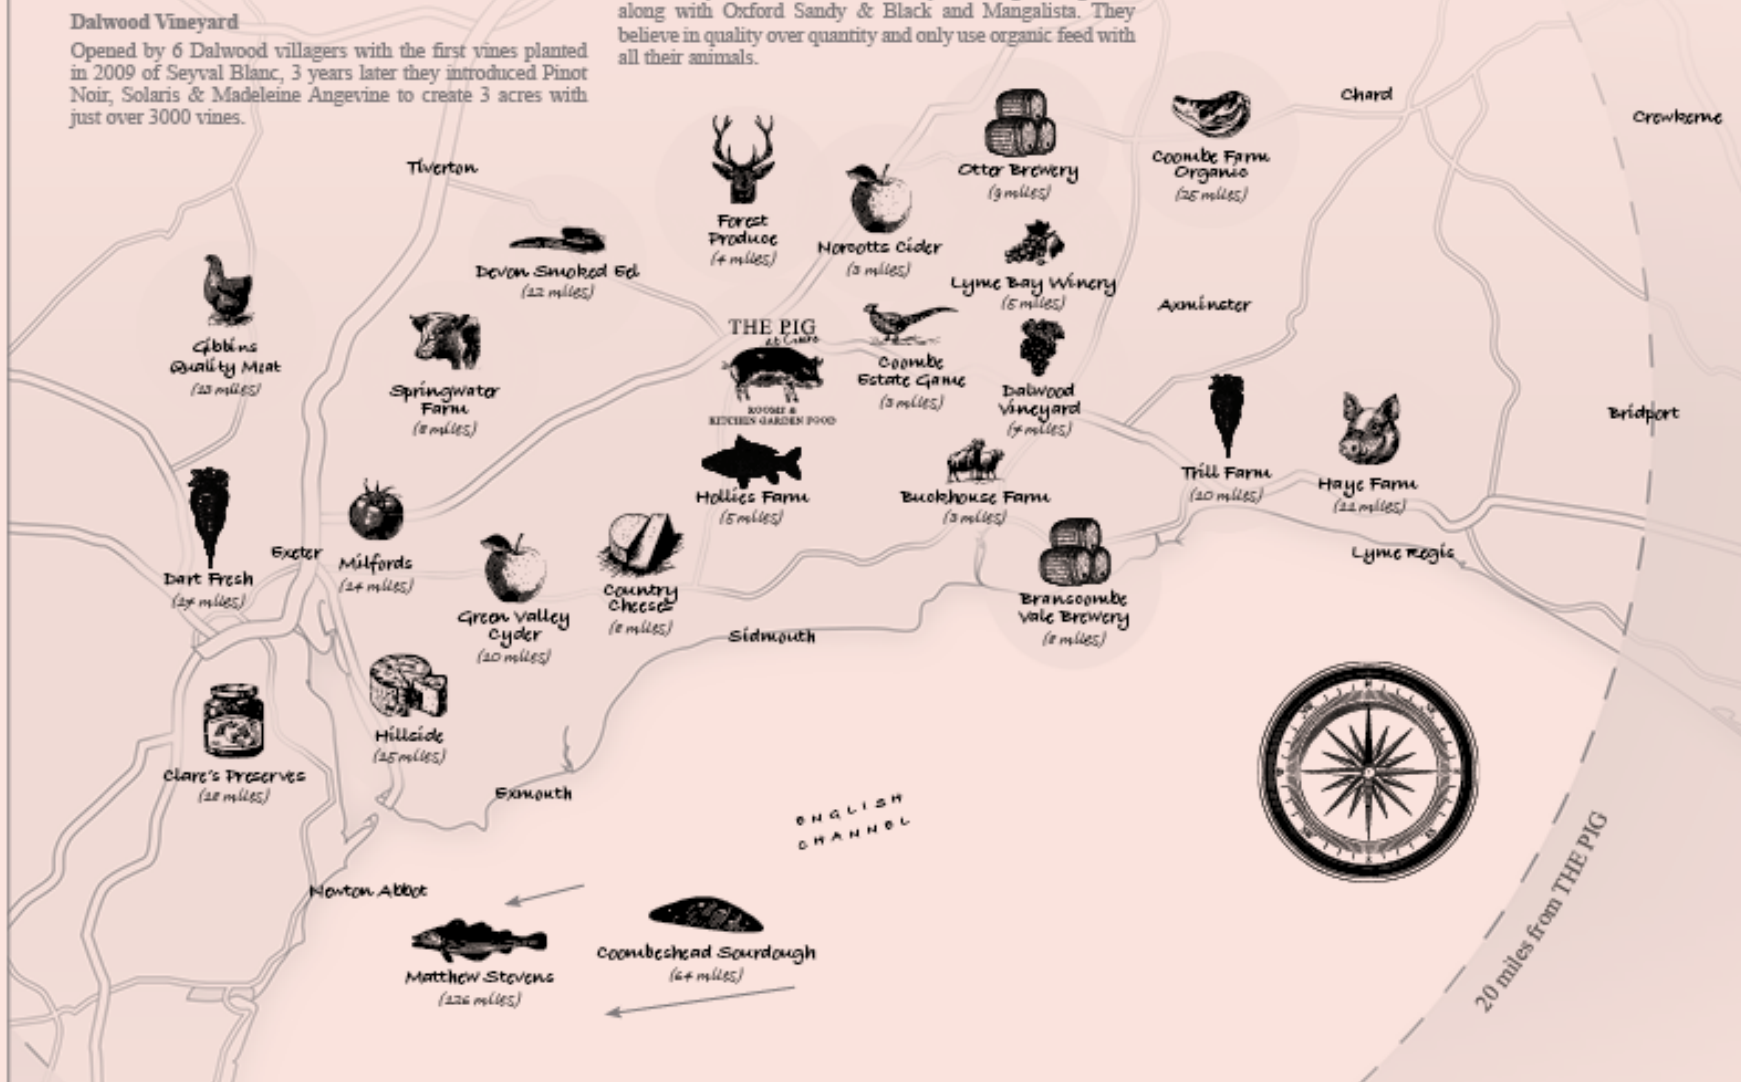 Dalwood Vineyard
Opened by 6 Dalwood villagers with the first vines planted
in 2009 of Seyval Blanc, 3 years later they introduced Pinot
Noir, Solaris & Madeleine Angevine to create 3 acres with
just over 3000 vines.
along with Oxford Sandy & Black and Mangalista. They
believe in quality over quantity and only use organic feed with
all their animals.
Chard
Crewkerne
Tiverton
Otter Brewery
(9 miles)
Coombe Farm
Organic
(25 miles)
Forest
Produce
(4 miles)
Norcotts Cider
(3 miles)
Devon Smoked Eel
(22 miles)
Lyme Bay Winery
(5 miles)
Axminster
Gibbins
Quality Meat
(23 miles)
Springwater
Farm
(8 miles)
THE PIG
at Combe
ROOMS &
KITCHEN GARDEN FOOD
Coombe
Estate Game
(3 miles)
Dalwood
Vineyard
(7 miles)
Bridport
Trill Farm
(10 miles)
Haye Farm
(11 miles)
Hollies Farm
(5 miles)
Buckhouse Farm
(3 miles)
Exeter
Milfords
(14 miles)
Dart Fresh
miles)
Lyme Regis
Country
Cheeses
(8 miles)
Green Valley
Cyder
(10 miles)
Branscombe
Vale Brewery
(8 miles)
Sidmouth
Hillside
(15 miles)
Clare's Preserves
(18 miles)
Exmouth
ENGLISH
CHANNEL
20 miles from THE PIG
Newton Abbot
Matthew Stevens
(126 miles)
Coombeshead Sourdough
(64 miles)